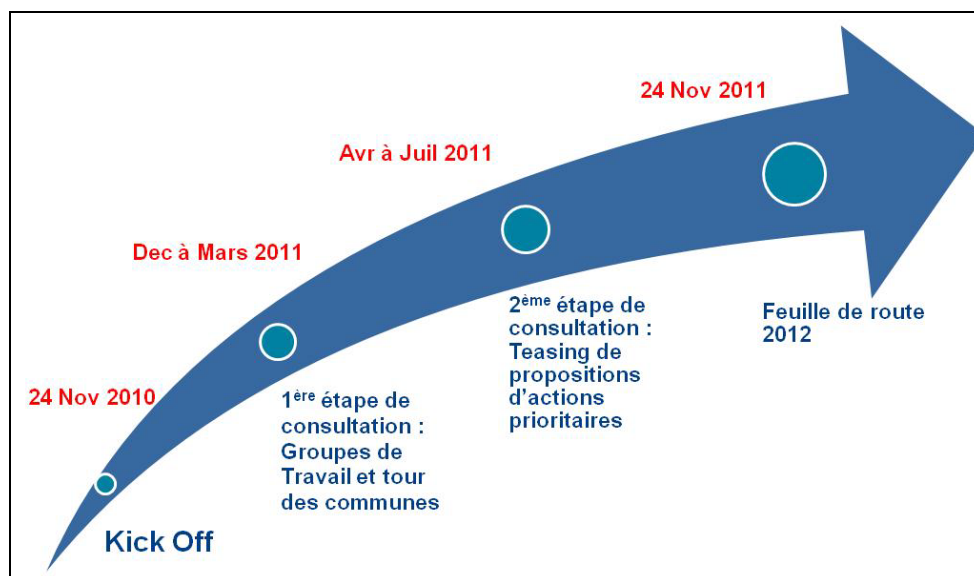 24 Nov 2010
Kick Off
Dec à Mars 2011
1ère étape de
consultation :
Groupes de
Travail et tour
des communes
Avr à Juil 2011
2ème étape de
consultation :
Teasing de
propositions
d'actions
prioritaires
24 Nov 2011
Feuille de route
2012